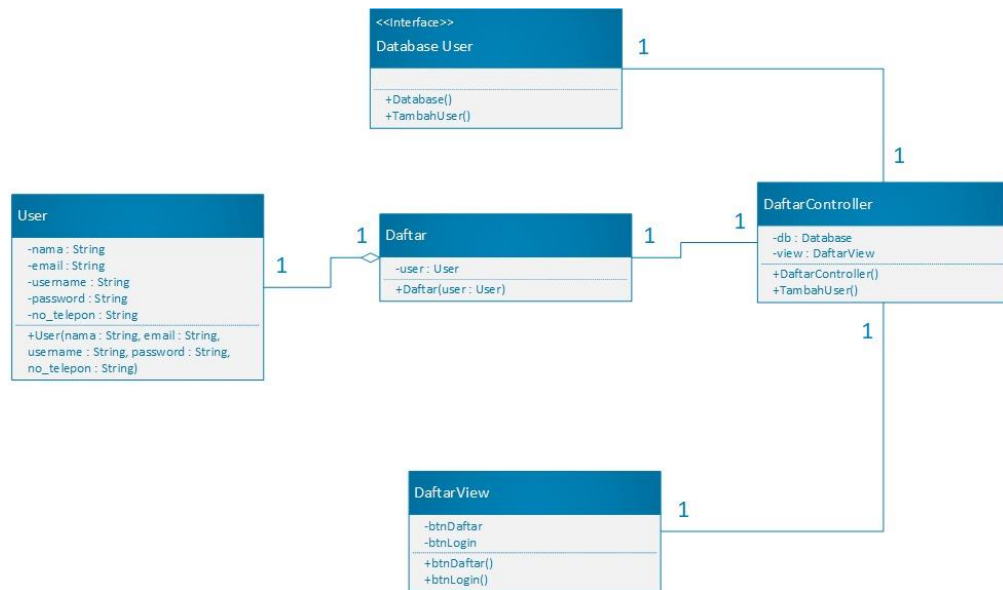 <<Interface>>
Database User
+Database()
+TambahUser()
1
1
User
-nama : String
-email : String
-username : String
-password : String
-no_telepon : String
+User(nama : String, email : String,
username : String, password : String,
no_telepon : String)
1
1
Daftar
-user : User
+Daftar(user : User)
1
1
DaftarController
-db : Database
-view : DaftarView
+DaftarController()
+TambahUser()
1
DaftarView
-btnDaftar
-btnLogin
+btnDaftar()
+btnLogin()
1